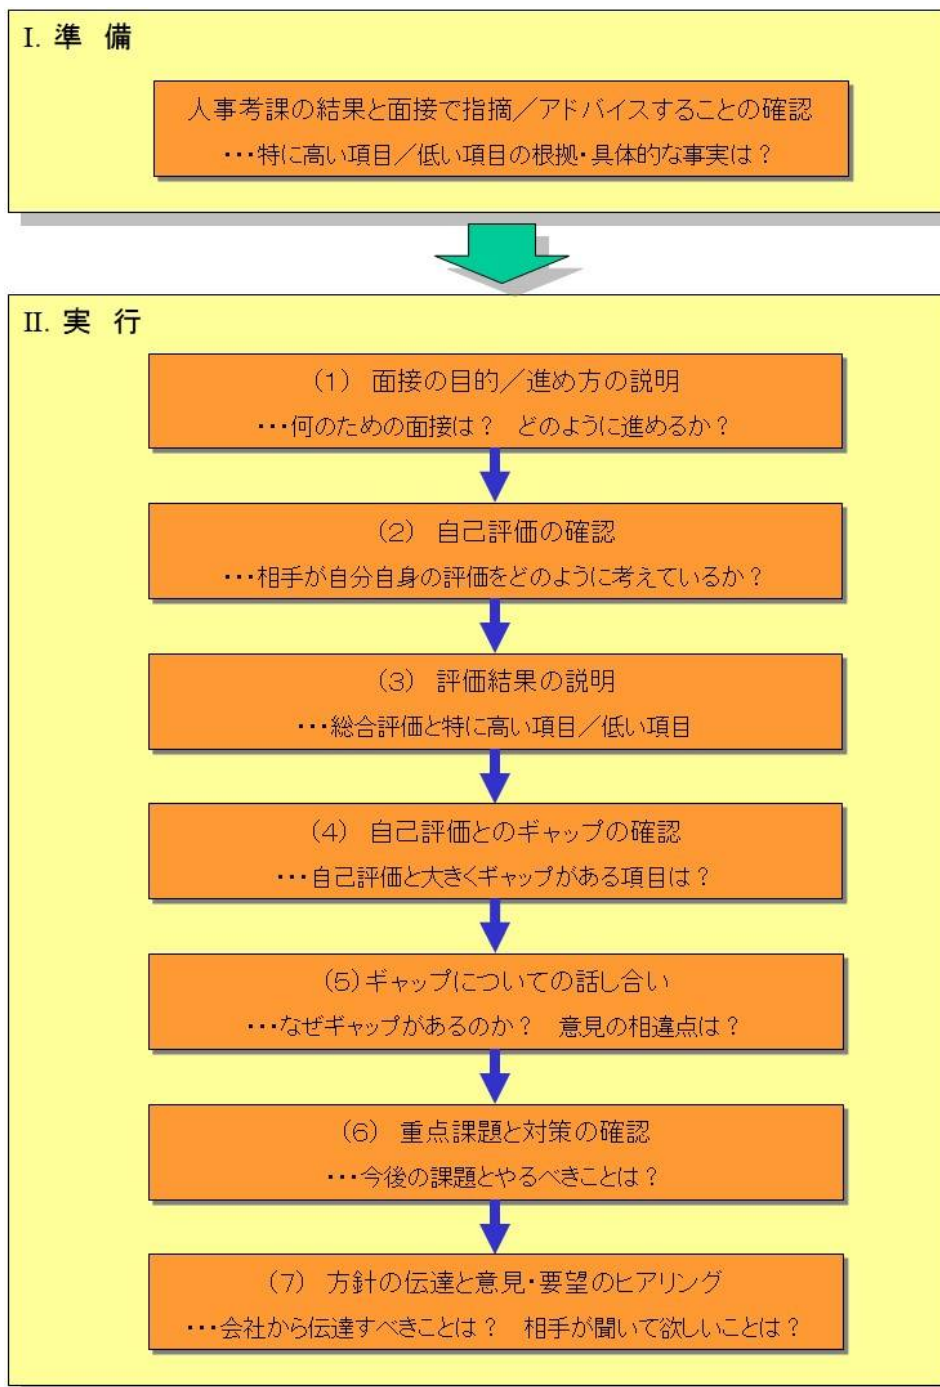 I. 準 備
人事考課の結果と面接で指摘／アドバイスすることの確認
・・・特に高い項目／低い項目の根拠・具体的な事実は？
II. 実 行
（1） 面接の目的／進め方の説明
・・・何のための面接は？ どのように進めるか？
（2） 自己評価の確認
・・・相手が自分自身の評価をどのように考えているか？
（3） 評価結果の説明
・・・総合評価と特に高い項目／低い項目
（4） 自己評価とのギャップの確認
・・・自己評価と大きくギャップがある項目は？
（5）ギャップについての話し合い
・・・なぜギャップがあるのか？ 意見の相違点は？
（6） 重点課題と対策の確認
・・・今後の課題とやるべきことは？
（7） 方針の伝達と意見・要望のヒアリング
・・・会社から伝達すべきことは？ 相手が聞いて欲しいことは？